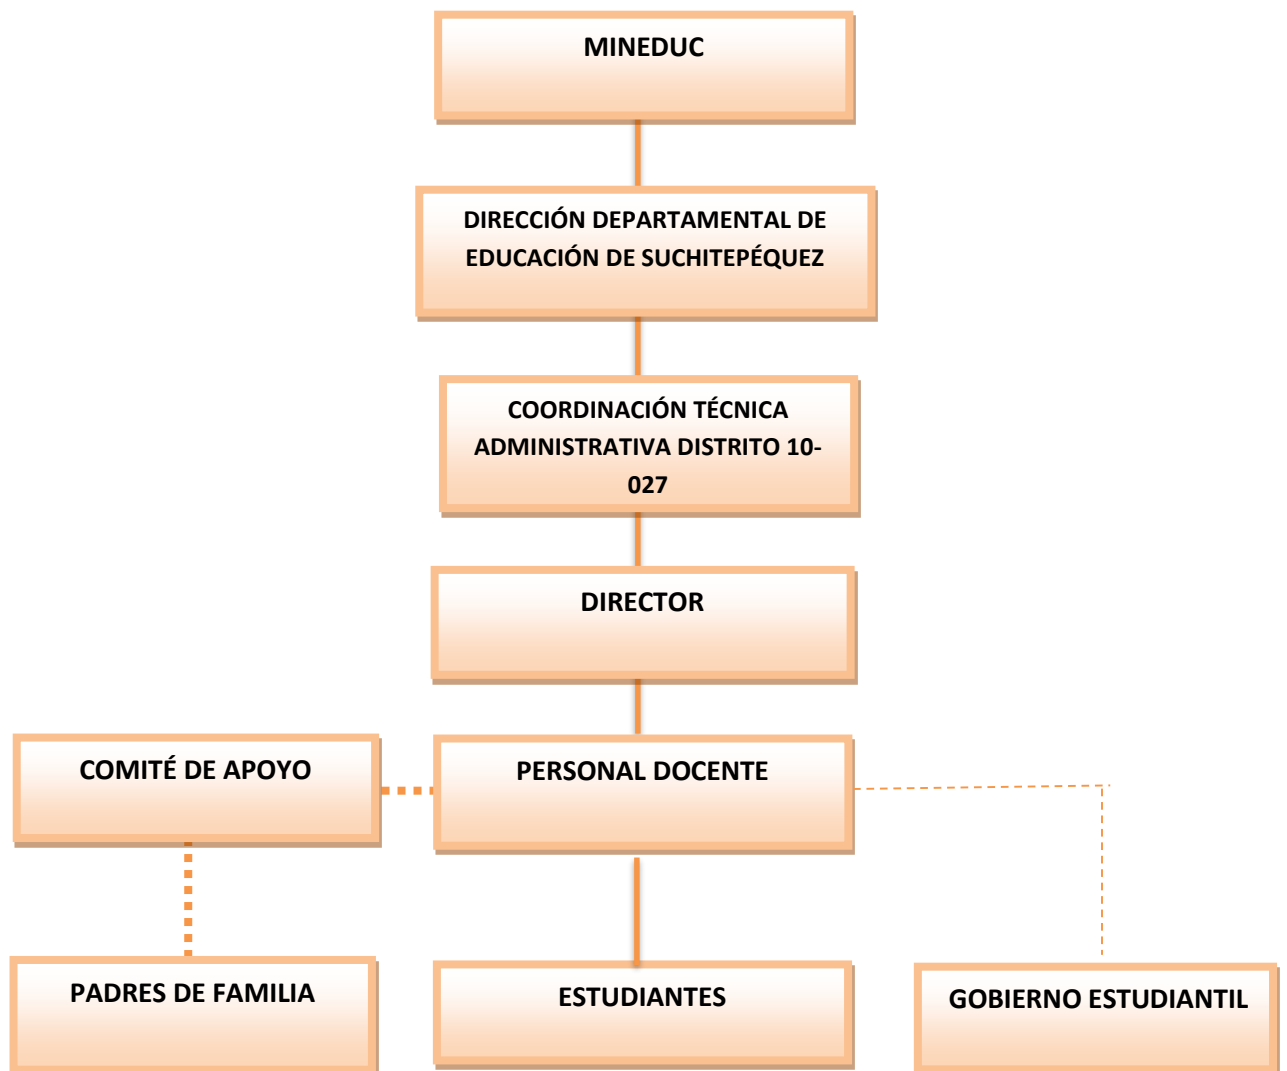 MINEDUC
DIRECCIÓN DEPARTAMENTAL DE
EDUCACIÓN DE SUCHITEPÉQUEZ
COORDINACIÓN TÉCNICA
ADMINISTRATIVA DISTRITO 10-
027
DIRECTOR
COMITÉ DE APOYO
PERSONAL DOCENTE
PADRES DE FAMILIA
ESTUDIANTES
GOBIERNO ESTUDIANTIL